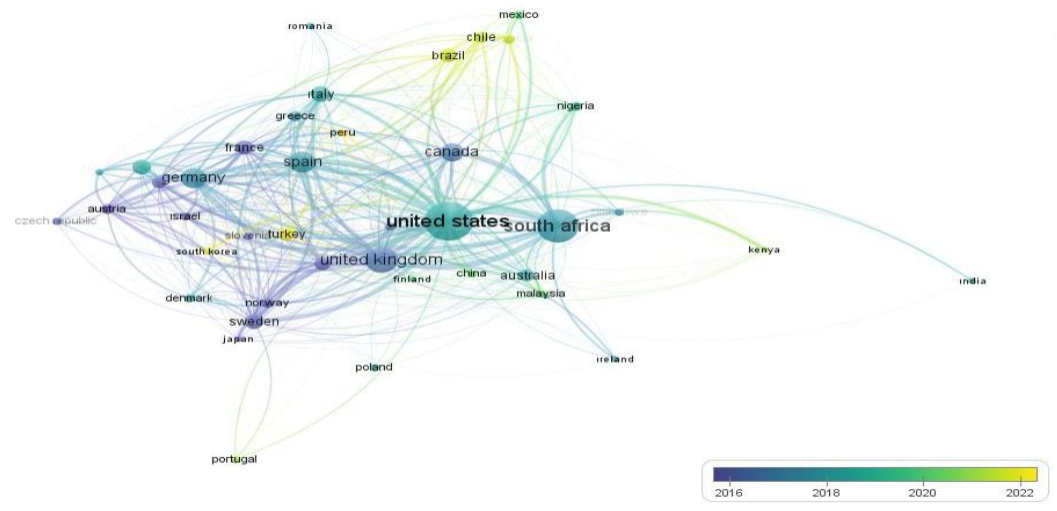 mexico
romania
chile
brazil
italy
nigeria
greece
peru
france
canada
spain
germany
austria
israel
czech republic
united states
south africa
slovenia
turkey
south korea
kenya
united kingdom
china
australia
finland
india
malaysia
denmark
norway
sweden
japan
ireland
poland
portugal
2016 2018 2020 2022